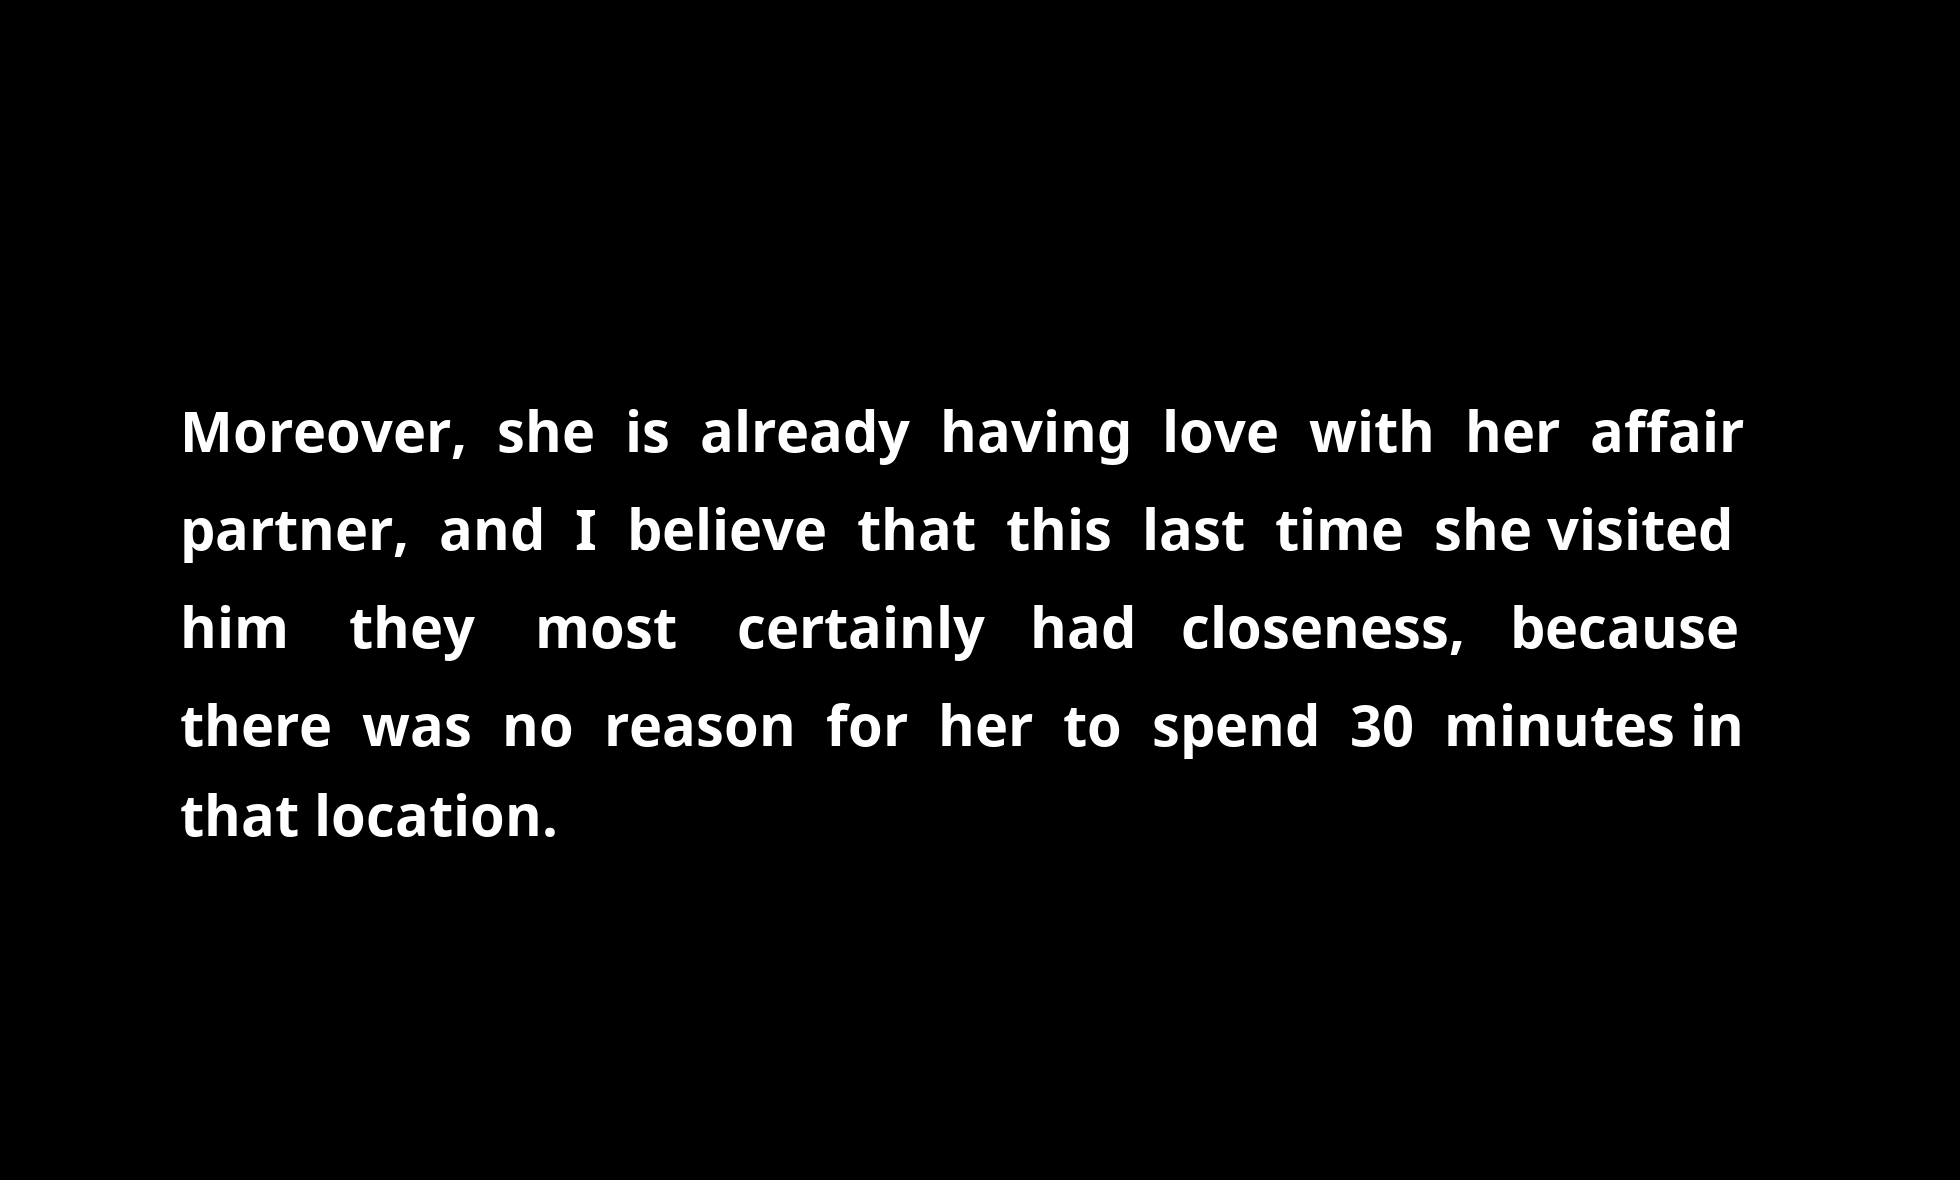 Moreover, she is already having love with her affair
partner, and I believe that this last time she visited
him they most certainly had closeness, because
there was no reason for her to spend 30 minutes in
that location.